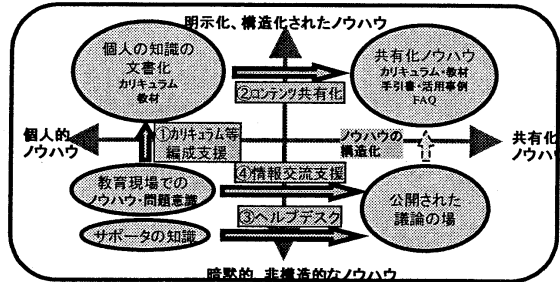 明示化、構造化されたノウハウ
個人の知識の
文書化
カリキュラム
教材
共有化ノウハウ
カリキュラム・教材
手引書・活用事例
FAQ
②コンテンツ共有化
個人的
ノウハウ
①カリキュラム等
編成支援
ノウハウの
構造化
共有化
ノウハウ
教育現場での
ノウハウ・問題意識
④情報交流支援
公開された
議論の場
サポータの知識
③ヘルプデスク
暗黙的、非構造的なノウハウ